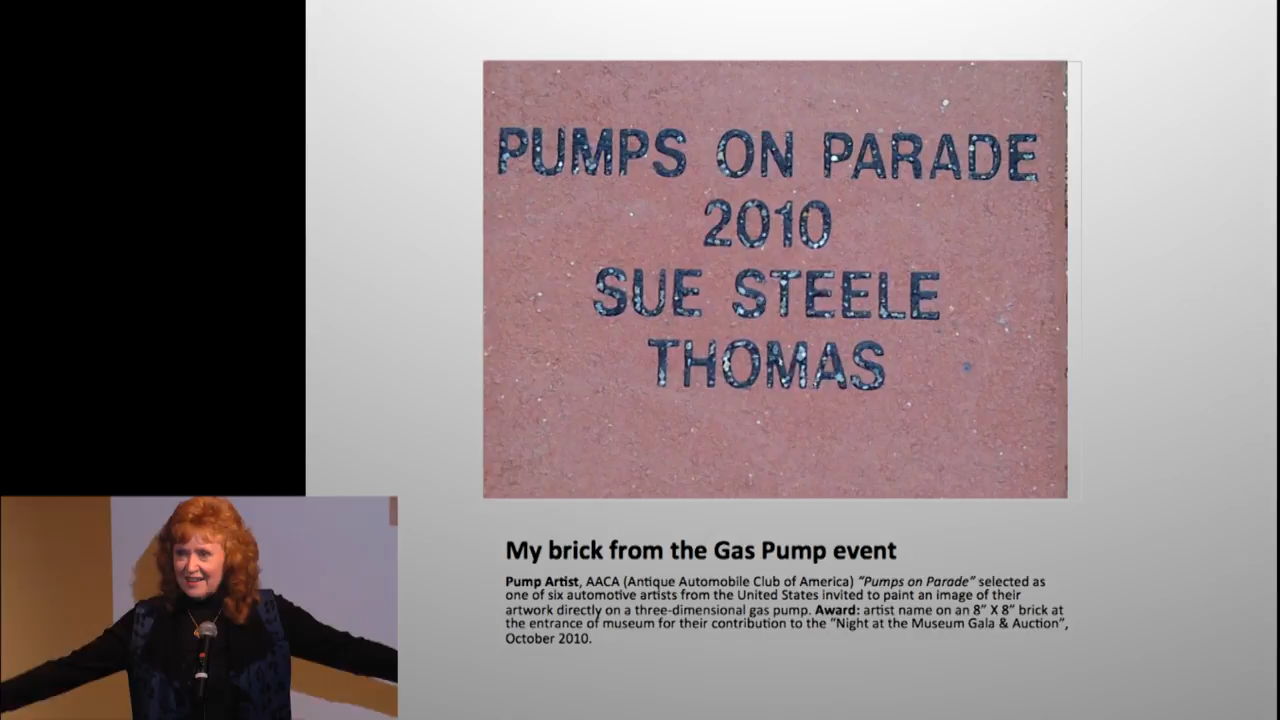 PUMPS ON PARADE
2010
SUE STEELE
THOMAS
My brick from the Gas Pump event
Pump Artist, AACA (Antique Automobile Club of America) “Pumps on Parade” selected as
one of six automotive artists from the United States invited to paint an image of their
artwork directly on a three-dimensional gas pump. Award: artist name on an 8” X 8” brick at
the entrance of museum for their contribution to the “Night at the Museum Gala & Auction”,
October 2010.